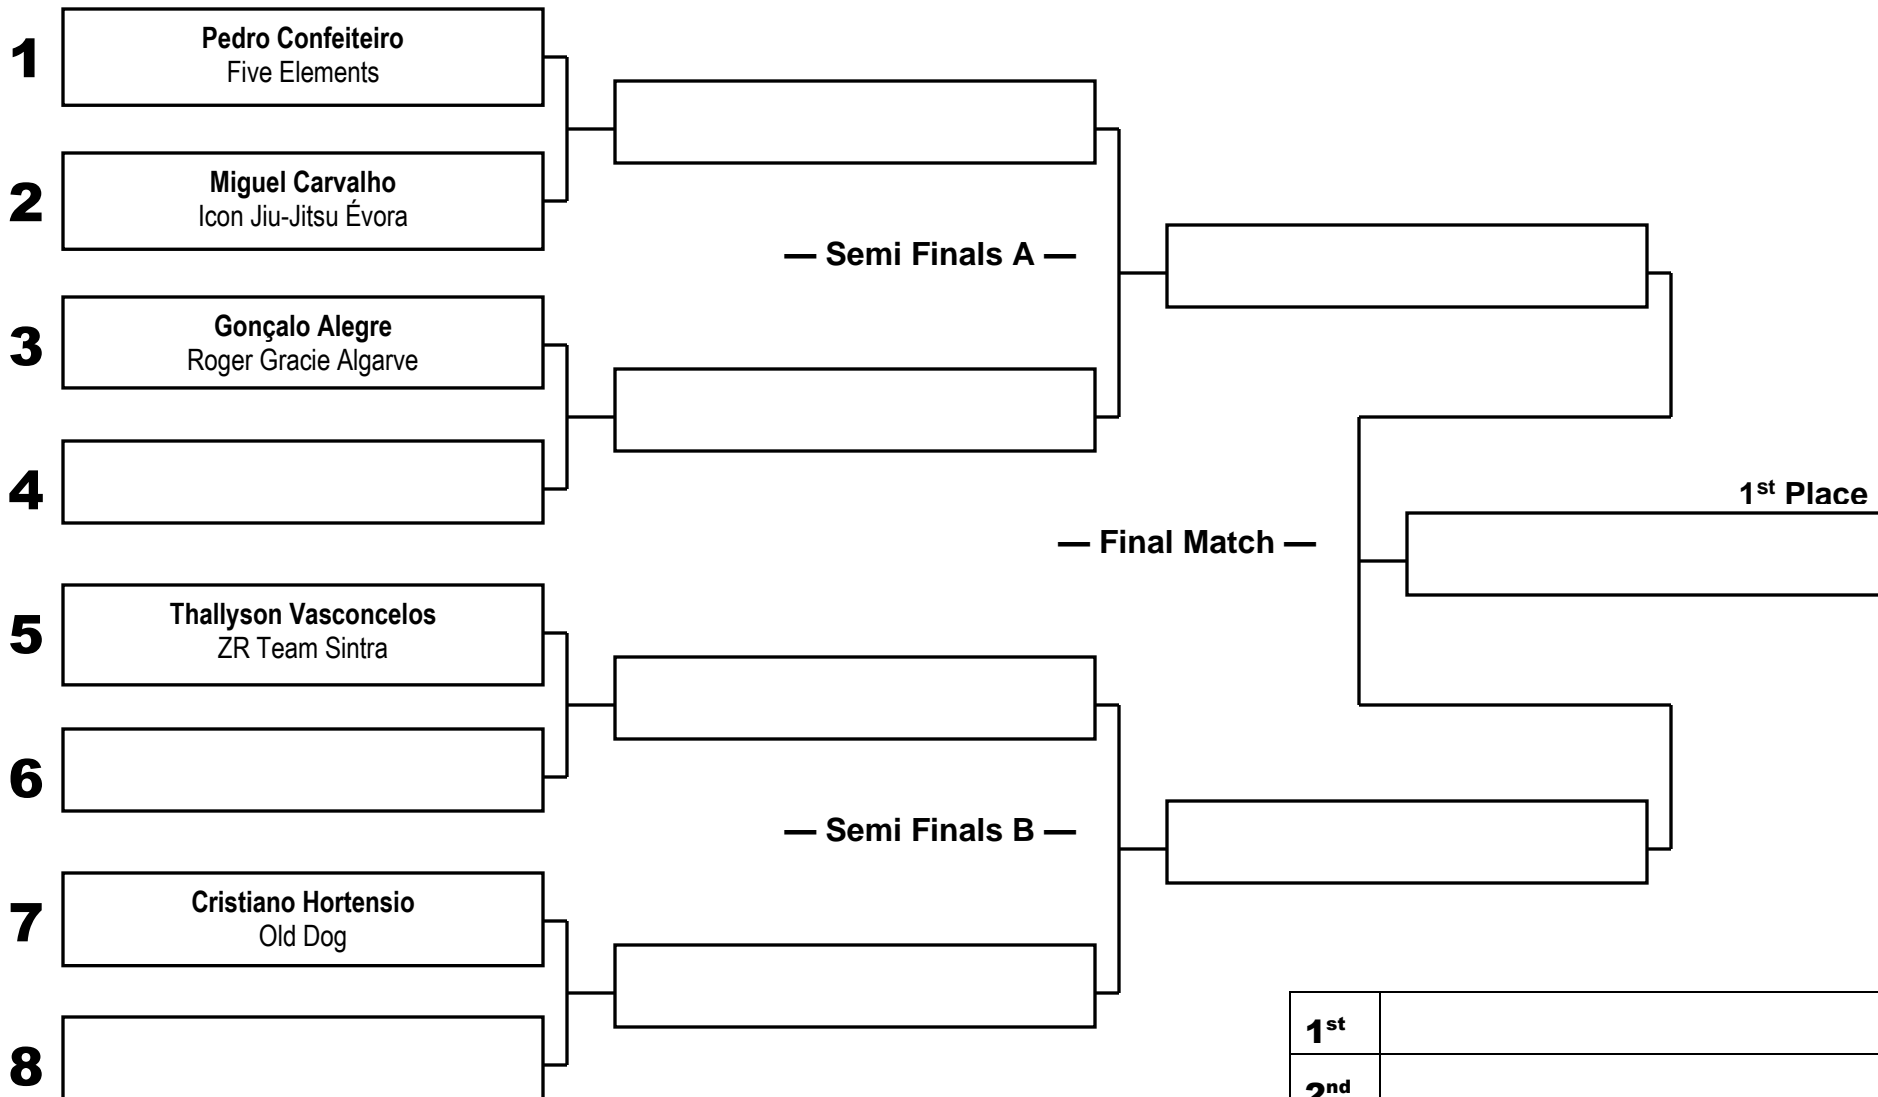 1
Pedro Confeiteiro
Five Elements
2
Miguel Carvalho
Icon Jiu-Jitsu Évora
— Semi Finals A —
3
Gonçalo Alegre
Roger Gracie Algarve
4
1st Place
— Final Match —
5
Thallyson Vasconcelos
ZR Team Sintra
6
— Semi Finals B —
7
Cristiano Hortensio
Old Dog
8
1st
2nd